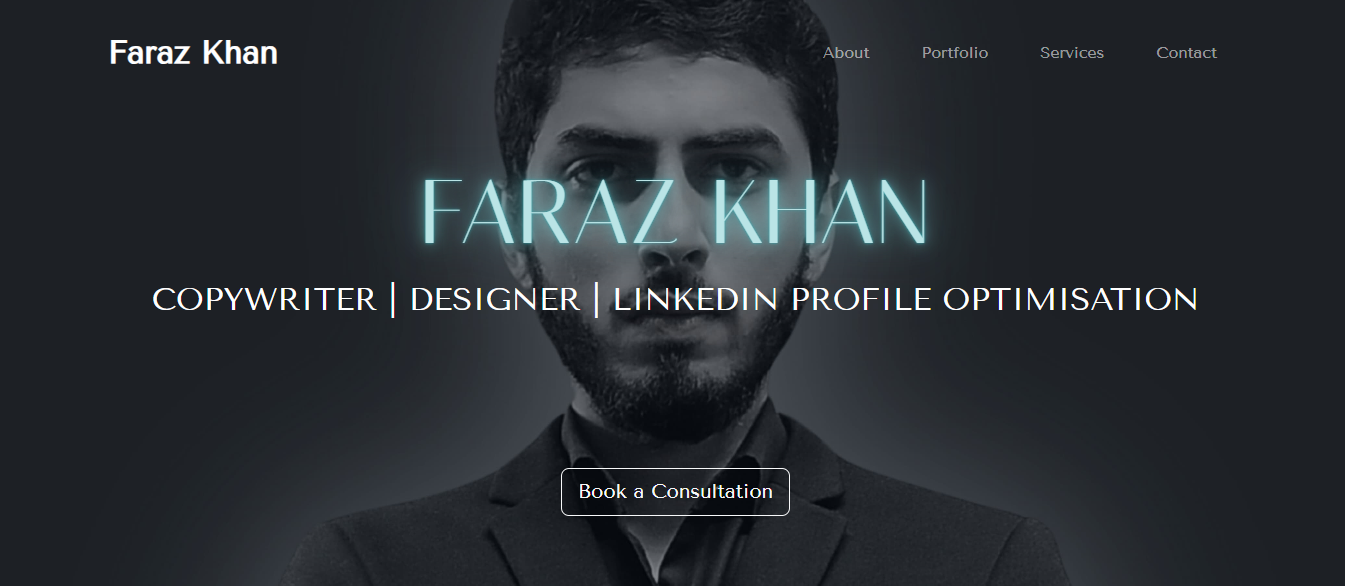 Faraz Khan
About
Portfolio
Services
Contact
FARAZ KHAN
COPYWRITER | DESIGNER | LINKEDIN PROFILE OPTIMISATION
Book a Consultation